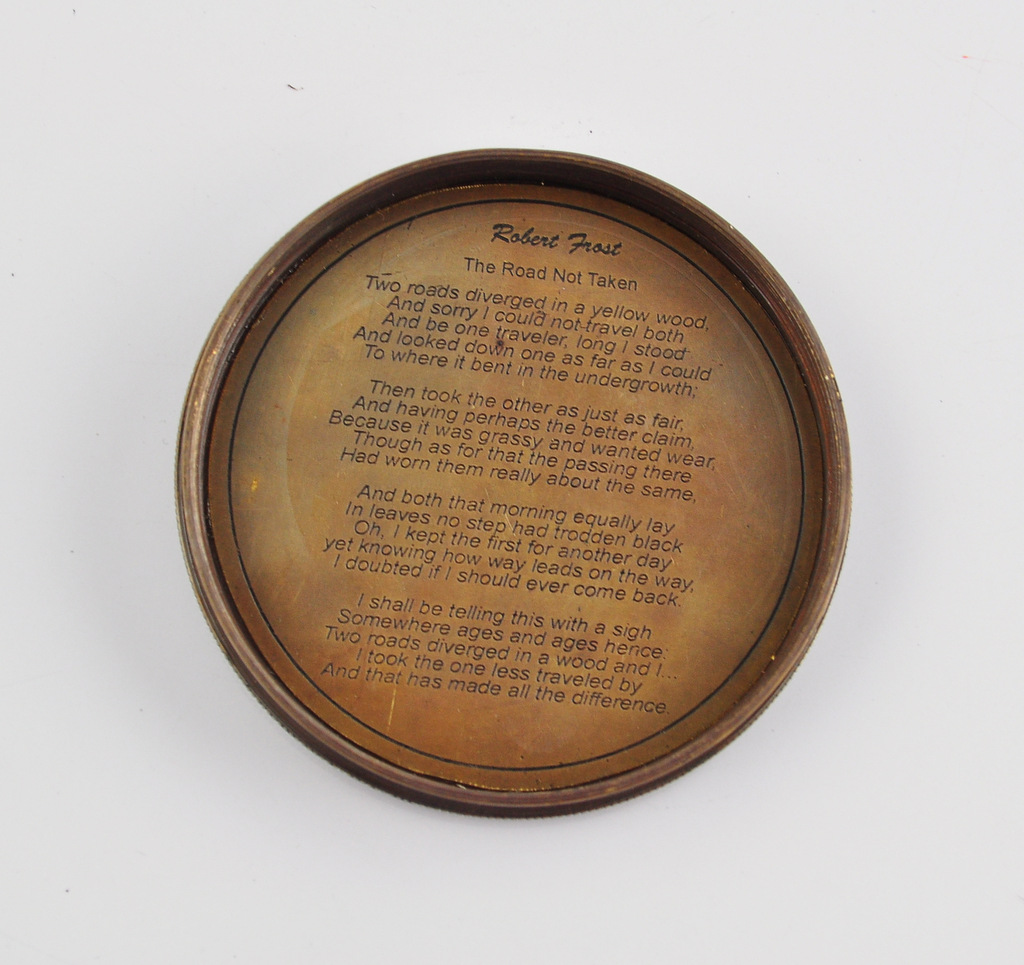 Robert Frost
The Road Not Taken
Two roads diverged in a yellow wood,
And sorry I could not travel both
And be one traveler, long I stood
And looked down one as far as I could
To where it bent in the undergrowth;
Then took the other as just as fair,
And having perhaps the better claim,
Because it was grassy and wanted wear,
Though as for that the passing there
Had worn them really about the same,
And both that morning equally lay
In leaves no step had trodden black
Oh, I kept the first for another day
yet knowing how way leads on the way,
I doubted if I should ever come back.
I shall be telling this with a sigh
Somewhere ages and ages hence:
Two roads diverged in a wood and I...
I took the one less traveled by
And that has made all the difference.